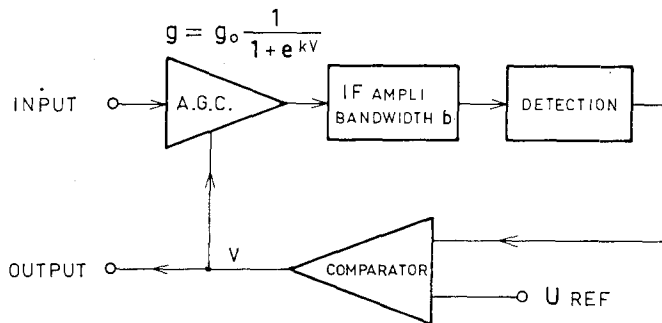 g = g₀ 1/(1 + e^kV)
INPUT
A.G.C.
IF AMPLI
BANDWIDTH b
DETECTION
OUTPUT
V
COMPARATOR
U REF